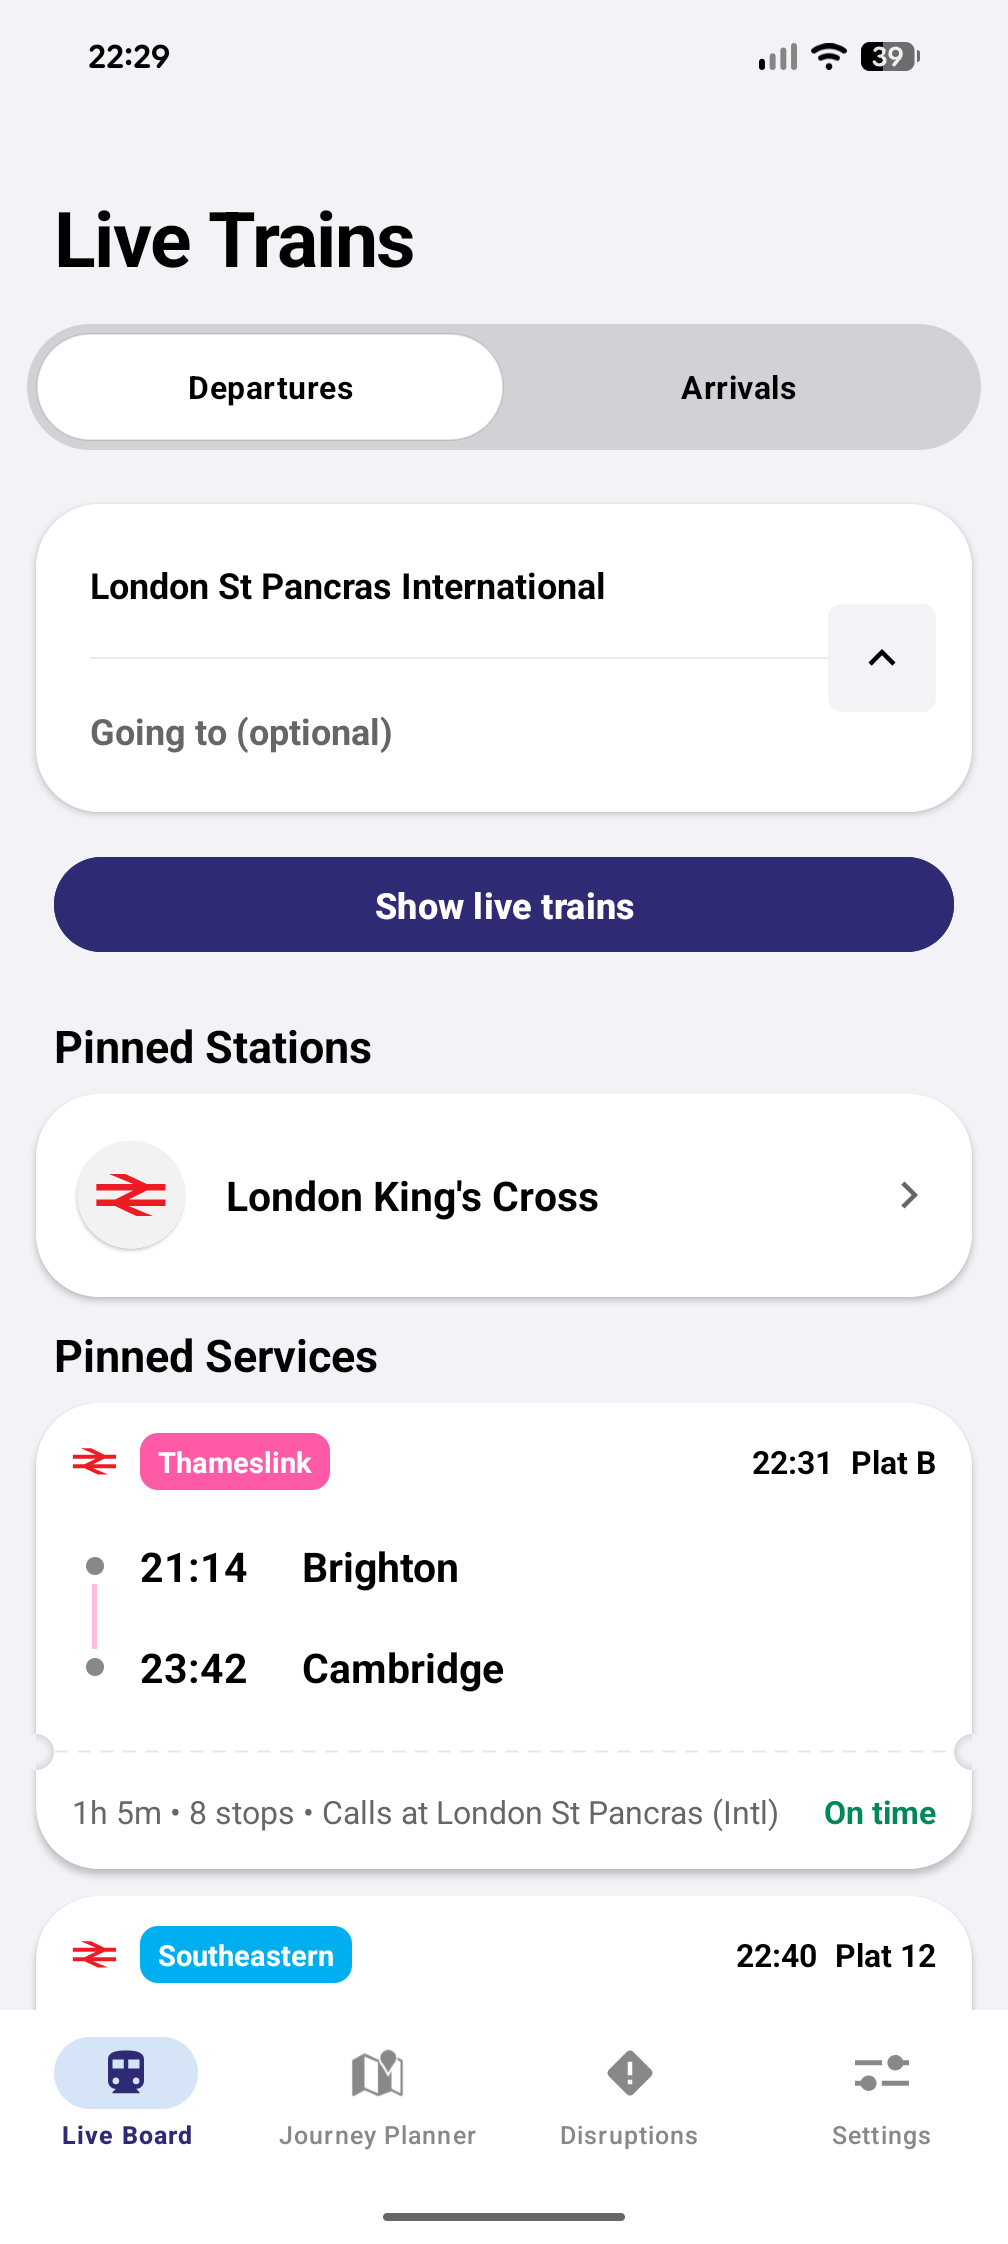 22:29
39
Live Trains
Departures
Arrivals
London St Pancras International
Going to (optional)
Show live trains
Pinned Stations
London King's Cross
Pinned Services
Thameslink
22:31 Plat B
21:14 Brighton
23:42 Cambridge
1h 5m • 8 stops • Calls at London St Pancras (Intl) On time
Southeastern
22:40 Plat 12
Live Board
Journey Planner
Disruptions
Settings